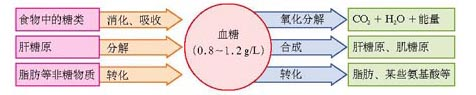 食物中的糖类 消化、吸收 氧化分解 CO₂ + H₂O + 能量
血糖
肝糖原 分解 (0.8~1.2 g/L) 合成 肝糖原、肌糖原
脂肪等非糖物质 转化 转化 脂肪、某些氨基酸等